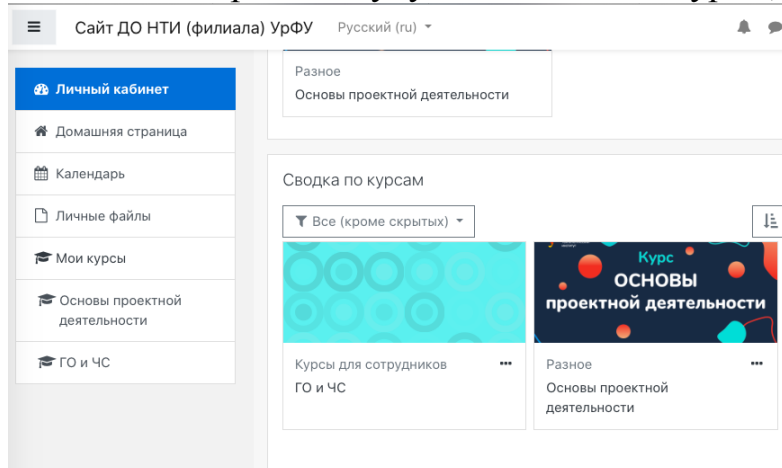 Сайт ДО НТИ (филиала) УрФУ Русский (ru)
Личный кабинет
Домашняя страница
Календарь
Личные файлы
Мои курсы
Основы проектной
деятельности
ГО и ЧС
Разное
Основы проектной деятельности
Сводка по курсам
Все (кроме скрытых)
Курс
ОСНОВЫ
проектной деятельности
Курсы для сотрудников
ГО и ЧС
Разное
Основы проектной
деятельности